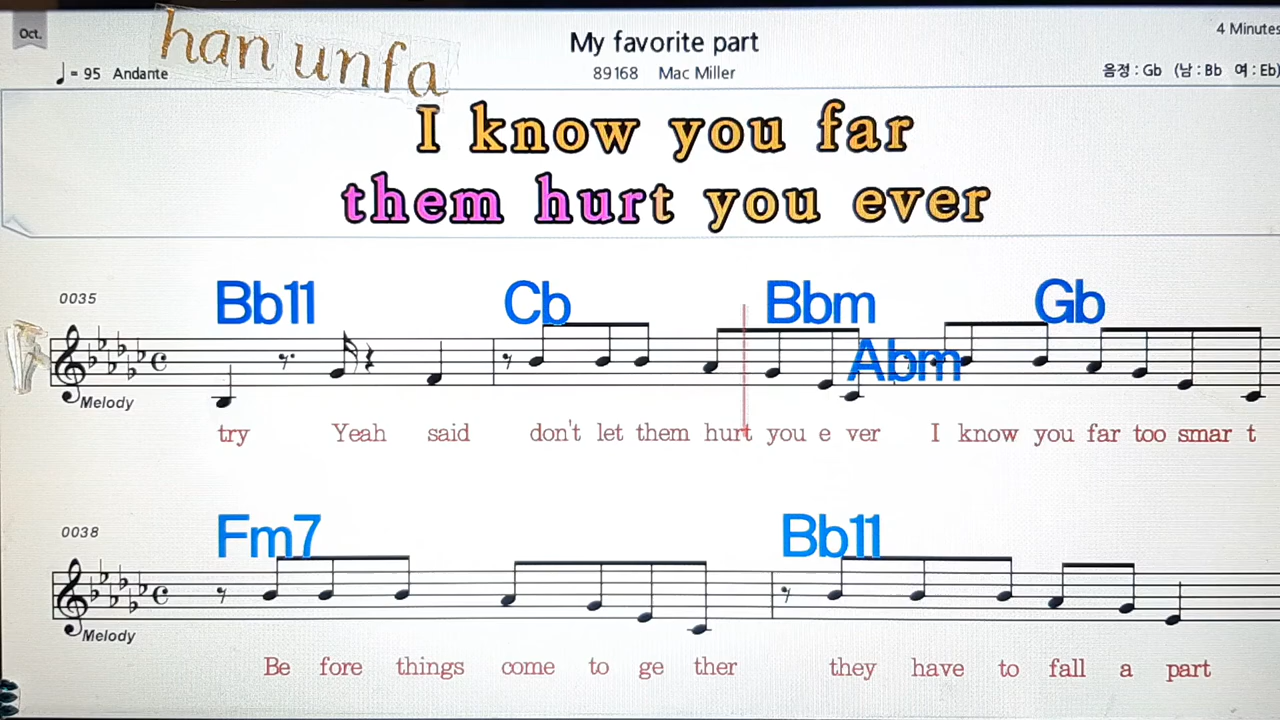 Oct.
han unfa
My favorite part
4 Minutes
♩ = 95 Andante
89168 Mac Miller
음정 : Gb (남 : Bb 여 : Eb)
I know you far
them hurt you ever
0035
Bb11 Cb Bbm Abm Gb
Melody
try Yeah said don't let them hurt you e ver I know you far too smar t
0038
Fm7 Bb11
Melody
Be fore things come to ge ther they have to fall a part